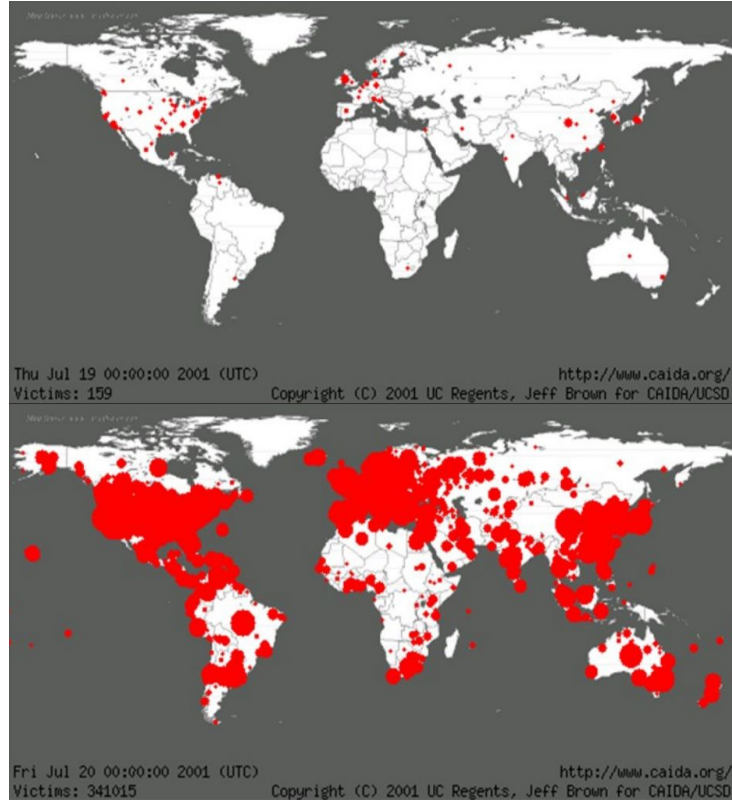 Thu Jul 19 00:00:00 2001 (UTC)
http://www.caida.org/
Victims: 159
Copyright (C) 2001 UC Regents, Jeff Brown for CAIDA/UCSD
Fri Jul 20 00:00:00 2001 (UTC)
http://www.caida.org/
Victims: 341015
Copyright (C) 2001 UC Regents, Jeff Brown for CAIDA/UCSD